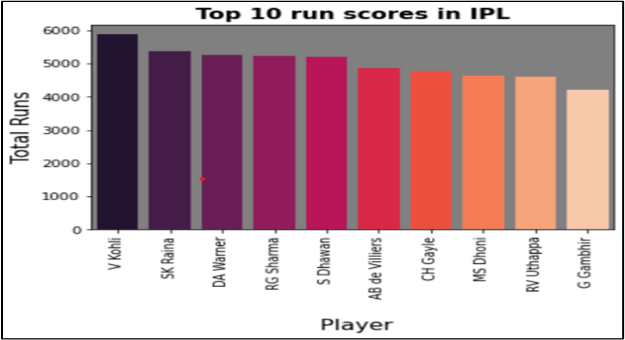 Top 10 run scores in IPL
Total Runs
6000
5000
4000
3000
2000
1000
0
V Kohli
SK Raina
DA Warner
RG Sharma
S Dhawan
AB de Villiers
CH Gayle
MS Dhoni
RV Uthappa
G Gambhir
Player